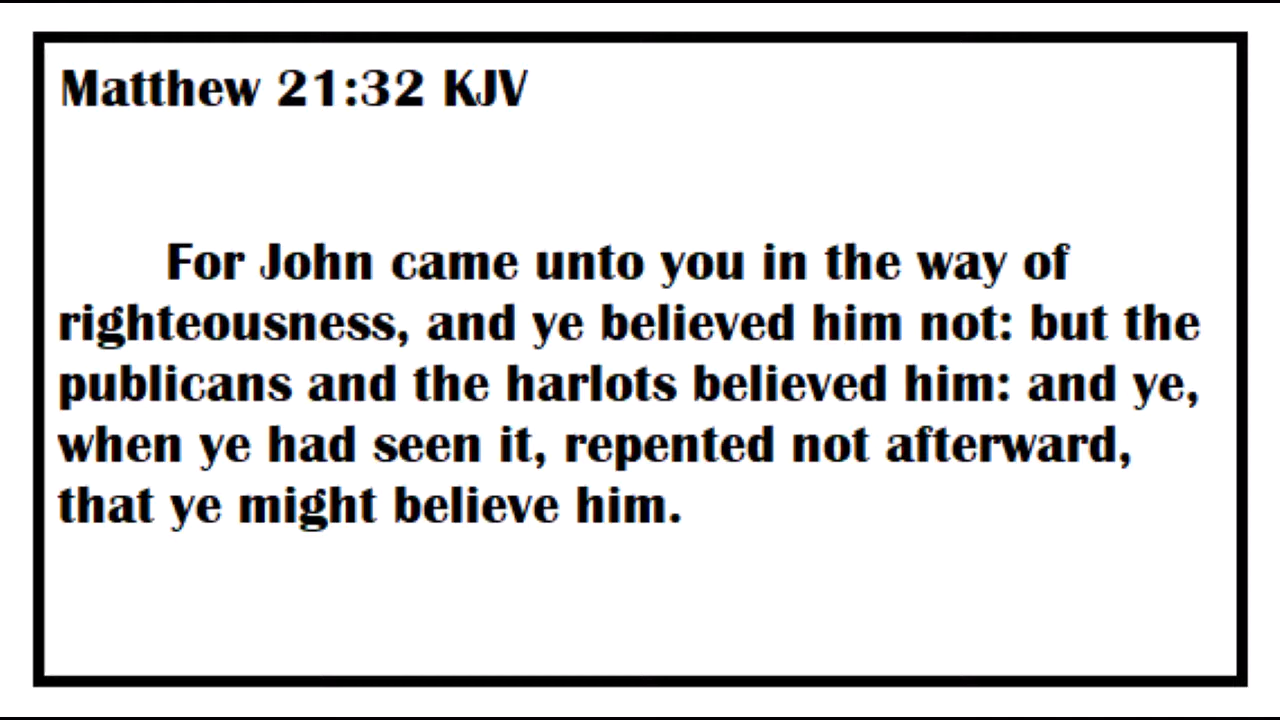 Matthew 21:32 KJV
For John came unto you in the way of
righteousness, and ye believed him not: but the
publicans and the harlots believed him: and ye,
when ye had seen it, repented not afterward,
that ye might believe him.